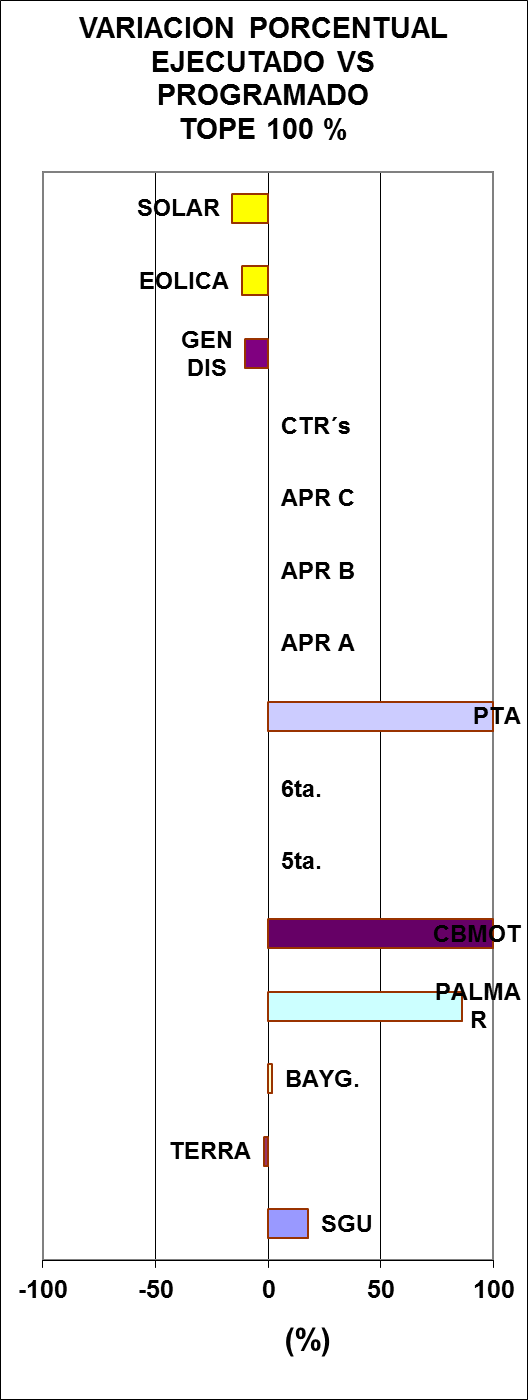 VARIACION PORCENTUAL
EJECUTADO VS
PROGRAMADO
TOPE 100 %
SOLAR
EOLICA
GEN
DIS
CTR´s
APR C
APR B
APR A
PTA
6ta.
5ta.
CBMOT
PALMA
R
BAYG.
TERRA
SGU
-100 -50 0 50 100
(%)